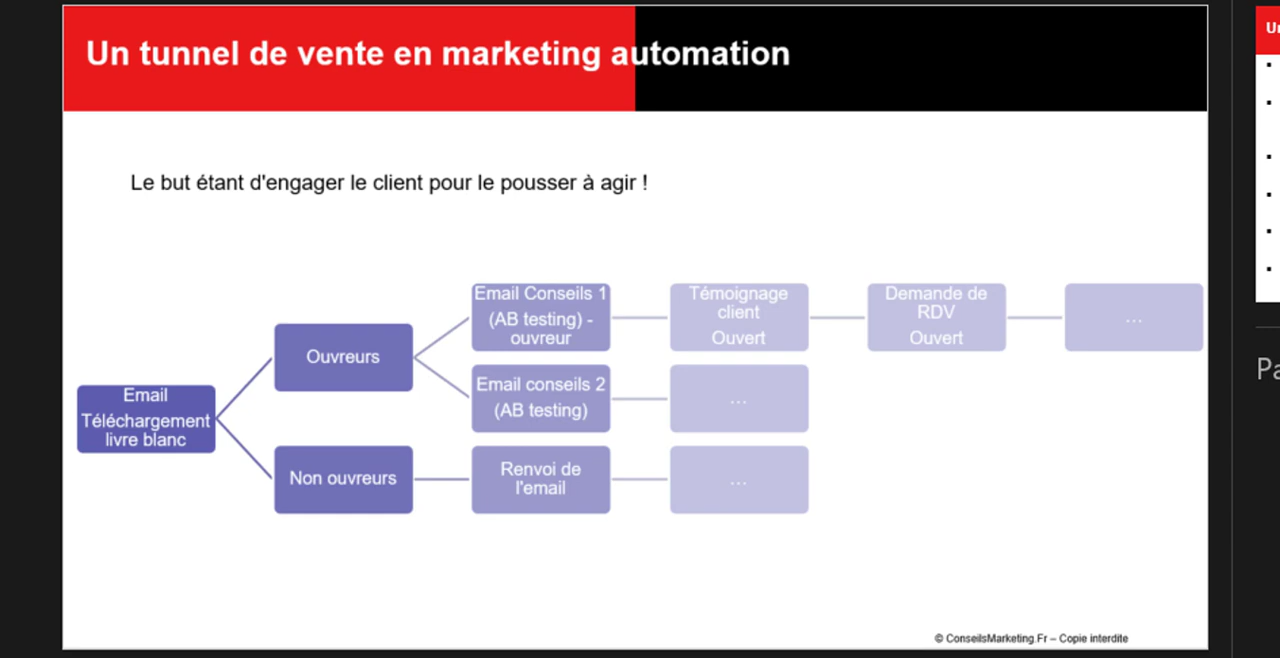 Un tunnel de vente en marketing automation
Le but étant d'engager le client pour le pousser à agir !
Email
Téléchargement
livre blanc
Ouvreurs
Non ouvreurs
Email Conseils 1
(AB testing) -
ouvreur
Email conseils 2
(AB testing)
Renvoi de
l'email
Témoignage
client
Ouvert
...
...
Demande de
RDV
Ouvert
...
© ConseilsMarketing.Fr – Copie interdite